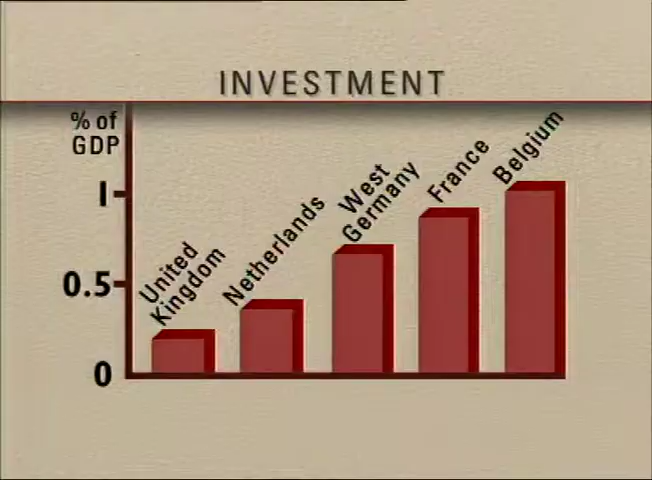 INVESTMENT
% of
GDP
1
0.5
0
United
Kingdom
Netherlands
West
Germany
France
Belgium